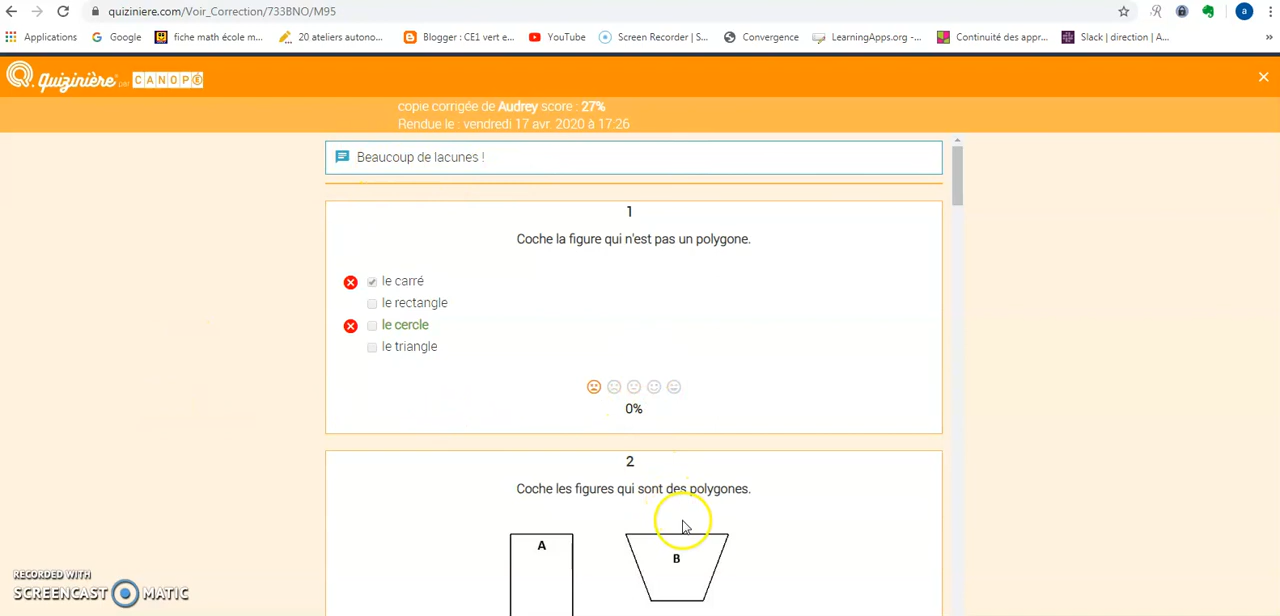 quiziniere.com/Voir_Correction/733BNO/M95
Applications
Google
fiche math école m...
20 ateliers autono...
Blogger : CE1 vert e...
YouTube
Screen Recorder | S...
Convergence
LearningApps.org -...
Continuité des appr...
Slack | direction | A...
»
Quizinière par CANOPÉ
copie corrigée de Audrey score : 27%
Rendue le : vendredi 17 avr. 2020 à 17:26
Beaucoup de lacunes !
1
Coche la figure qui n'est pas un polygone.
le carré
le rectangle
le cercle
le triangle
0%
2
Coche les figures qui sont des polygones.
A
B
RECORDED WITH
SCREENCAST MATIC
a